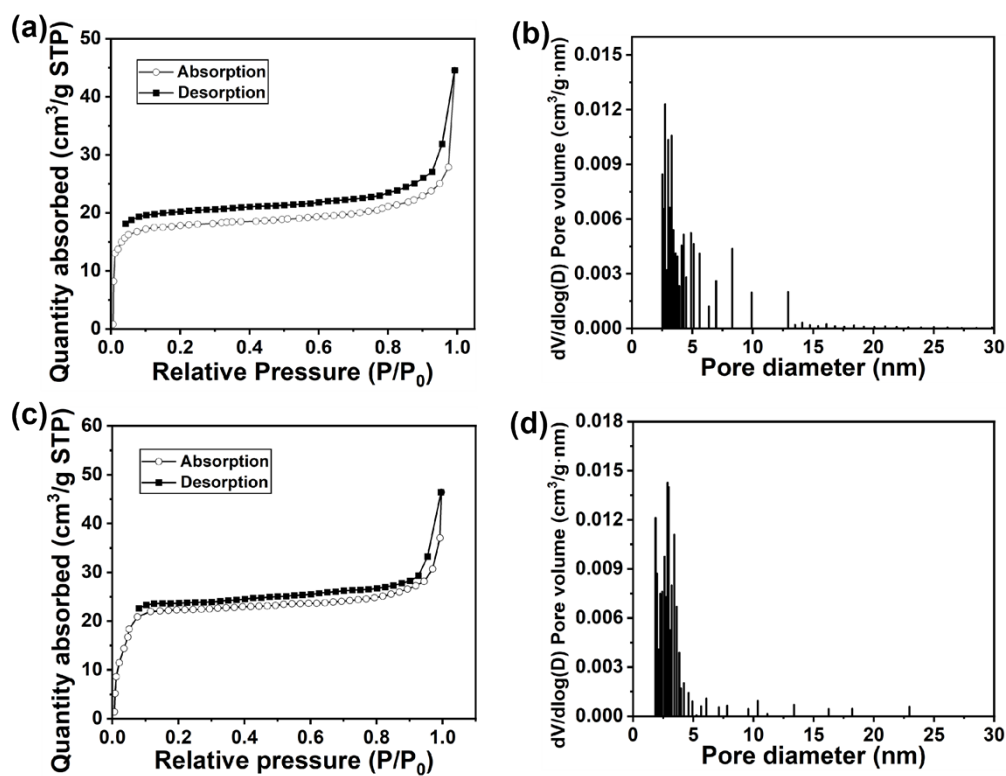 (a)
Quantity absorbed (cm³/g STP)
50
40
30
20
10
0
Absorption
Desorption
0.0 0.2 0.4 0.6 0.8 1.0
Relative Pressure (P/P₀)
(b)
dV/dlog(D) Pore volume (cm³/g·nm)
0.015
0.012
0.009
0.006
0.003
0.000
0 5 10 15 20 25 30
Pore diameter (nm)
(c)
Quantity absorbed (cm³/g STP)
60
50
40
30
20
10
0
Absorption
Desorption
0.0 0.2 0.4 0.6 0.8 1.0
Relative pressure (P/P₀)
(d)
dV/dlog(D) Pore volume (cm³/g·nm)
0.018
0.015
0.012
0.009
0.006
0.003
0.000
0 5 10 15 20 25 30
Pore diameter (nm)